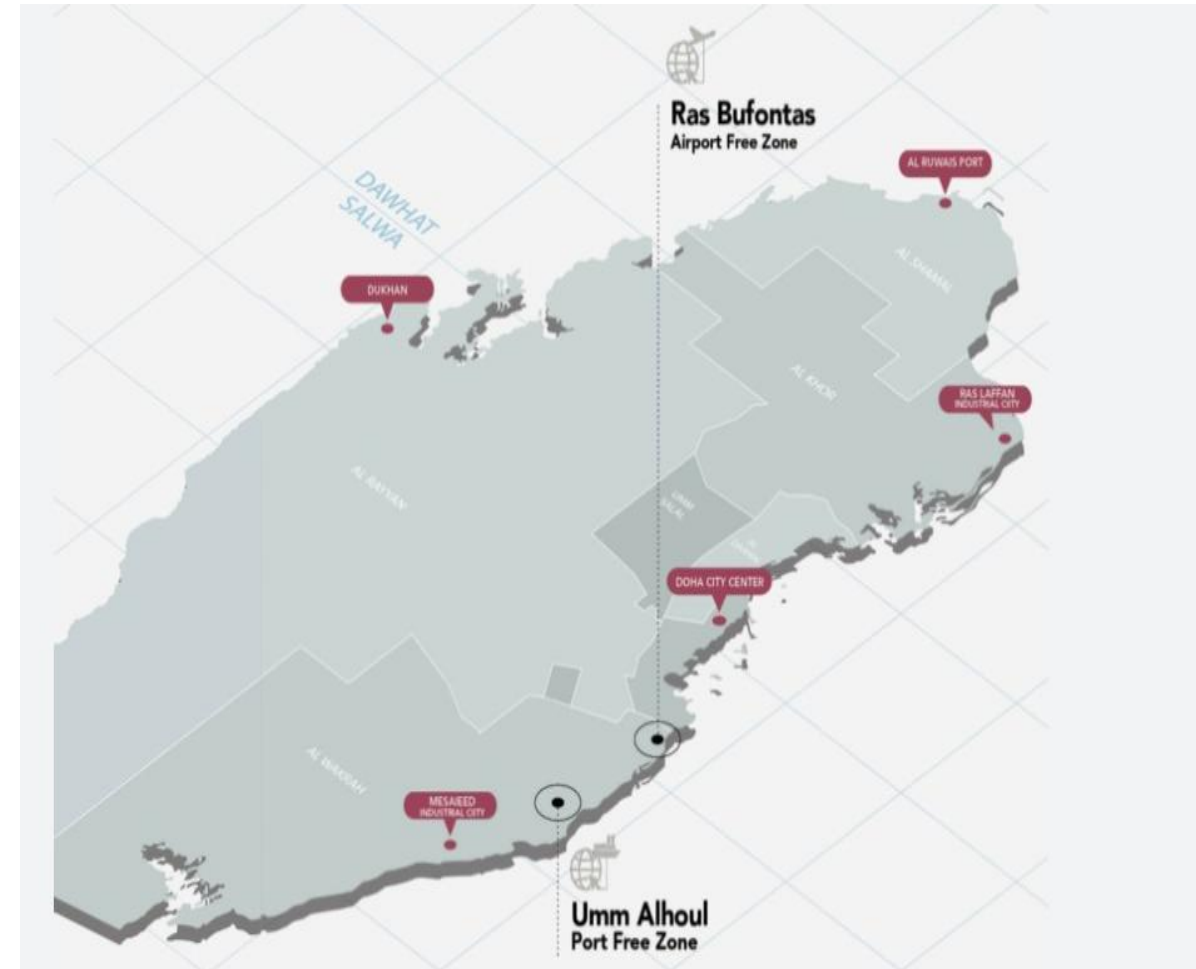 Ras Bufontas
Airport Free Zone
AL RUWAIS PORT
DAWHAT
SALWA
AL SHAMAL
DUKHAN
AL KHOR
RAS LAFFAN
INDUSTRIAL CITY
AL RAYYAN
UMM
SALAL
DOHA CITY CENTER
AL WAKRAH
MESAIEED
INDUSTRIAL CITY
Umm Alhoul
Port Free Zone